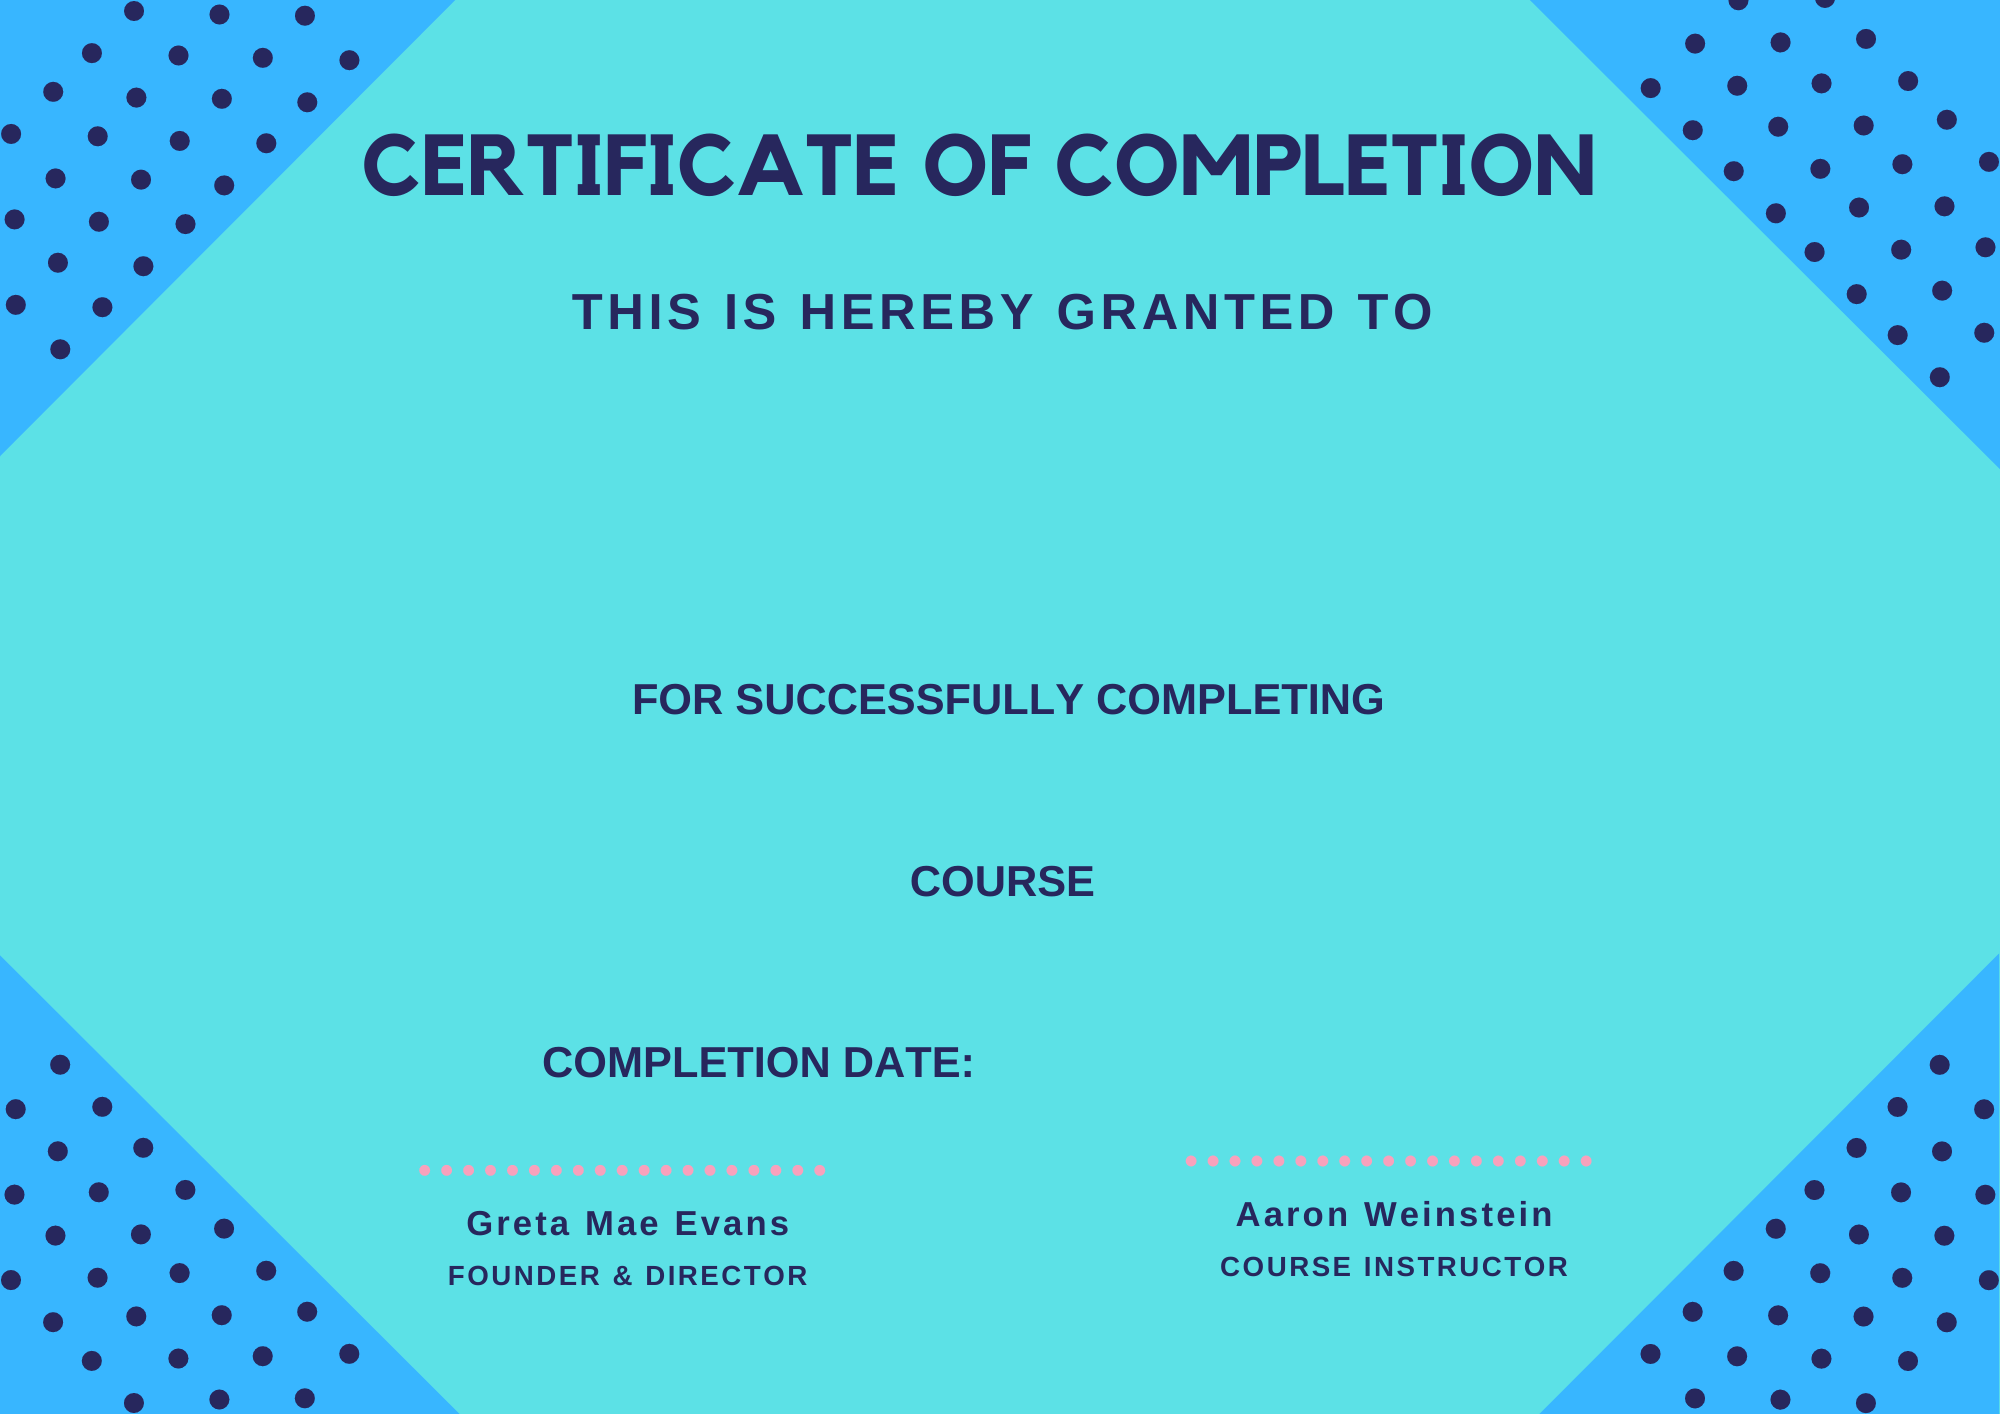 CERTIFICATE OF COMPLETION
THIS IS HEREBY GRANTED TO
FOR SUCCESSFULLY COMPLETING
COURSE
COMPLETION DATE:
Greta Mae Evans
FOUNDER & DIRECTOR
Aaron Weinstein
COURSE INSTRUCTOR